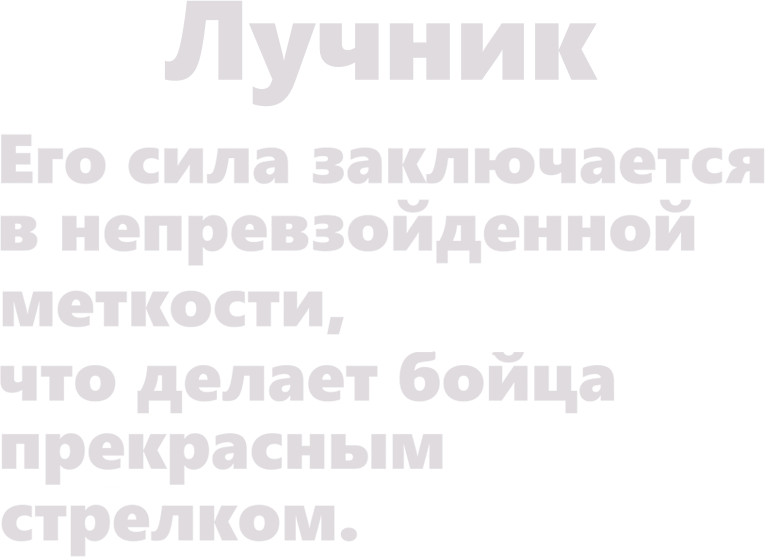 Лучник
Его сила заключается
в непревзойденной
меткости,
что делает бойца
прекрасным
стрелком.